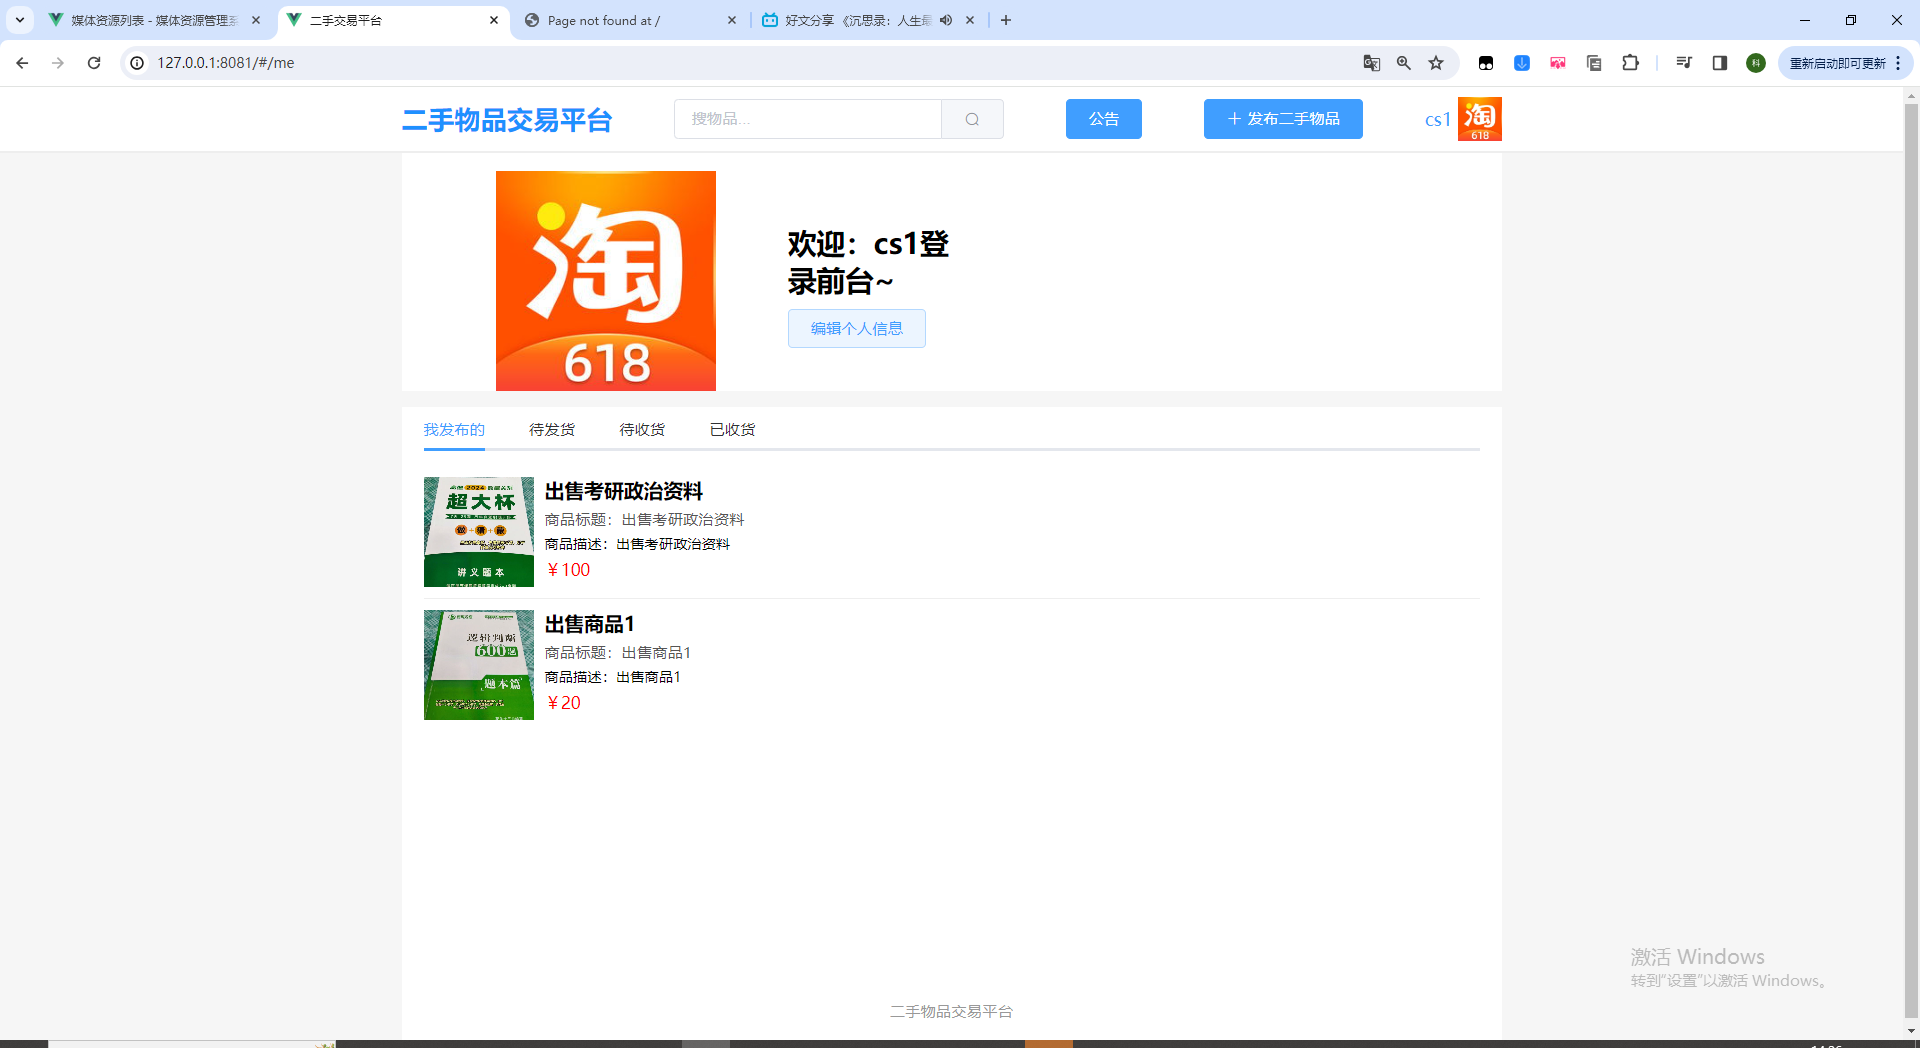 媒体资源列表 - 媒体资源管理系
二手交易平台
Page not found at /
好文分享《沉思录：人生最
127.0.0.1:8081/#/me
科
重新启动即可更新
二手物品交易平台
搜物品...
公告
发布二手物品
cs1
淘
618
淘
618
欢迎：cs1登
录前台~
编辑个人信息
我发布的
待发货
待收货
已收货
2024
超大杯
讲义题本
出售考研政治资料
商品标题：出售考研政治资料
商品描述：出售考研政治资料
￥100
逻辑判断
600题
题本篇
出售商品1
商品标题：出售商品1
商品描述：出售商品1
￥20
激活 Windows
转到"设置"以激活 Windows。
二手物品交易平台